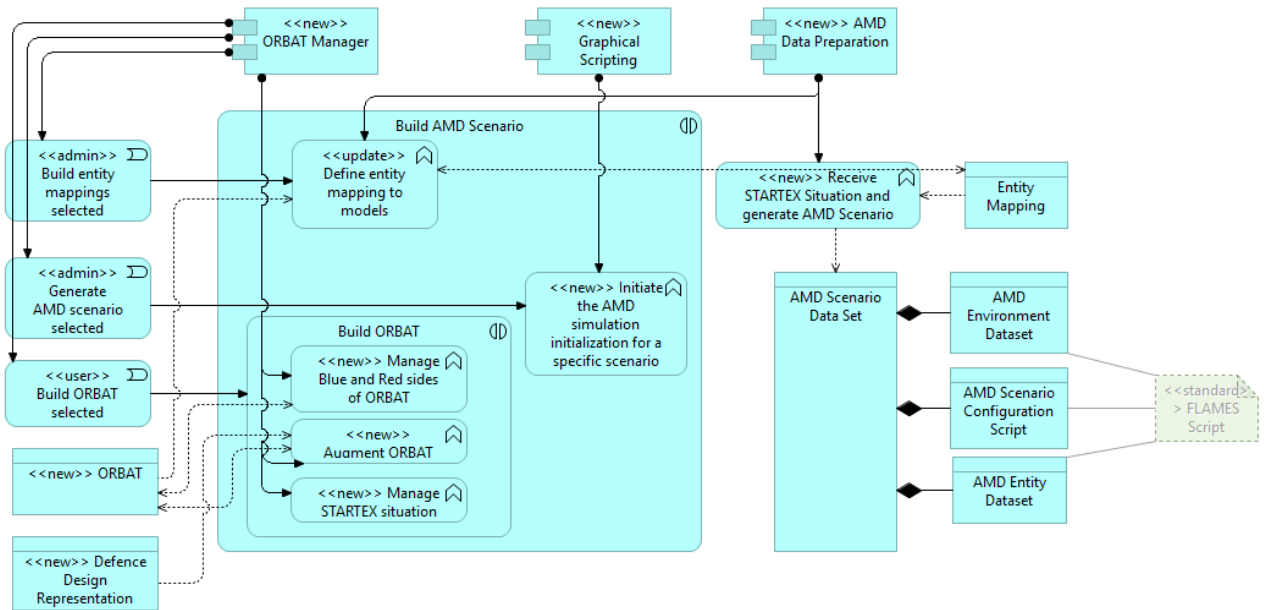 <<new>>
ORBAT Manager
<<new>>
Graphical
Scripting
<<new>> AMD
Data Preparation
Build AMD Scenario
<<admin>>
Build entity
mappings
selected
<<update>>
Define entity
mapping to
models
<<new>> Receive
STARTEX Situation and
generate AMD Scenario
Entity
Mapping
<<admin>>
Generate
AMD scenario
selected
<<new>> Initiate
the AMD
simulation
initialization for a
specific scenario
AMD Scenario
Data Set
AMD
Environment
Dataset
Build ORBAT
<<user>>
Build ORBAT
selected
<<new>> Manage
Blue and Red sides
of ORBAT
AMD Scenario
Configuration
Script
<<standard>
> FLAMES
Script
<<new>>
Augment ORBAT
<<new>> ORBAT
<<new>> Manage
STARTEX situation
AMD Entity
Dataset
<<new>> Defence
Design
Representation